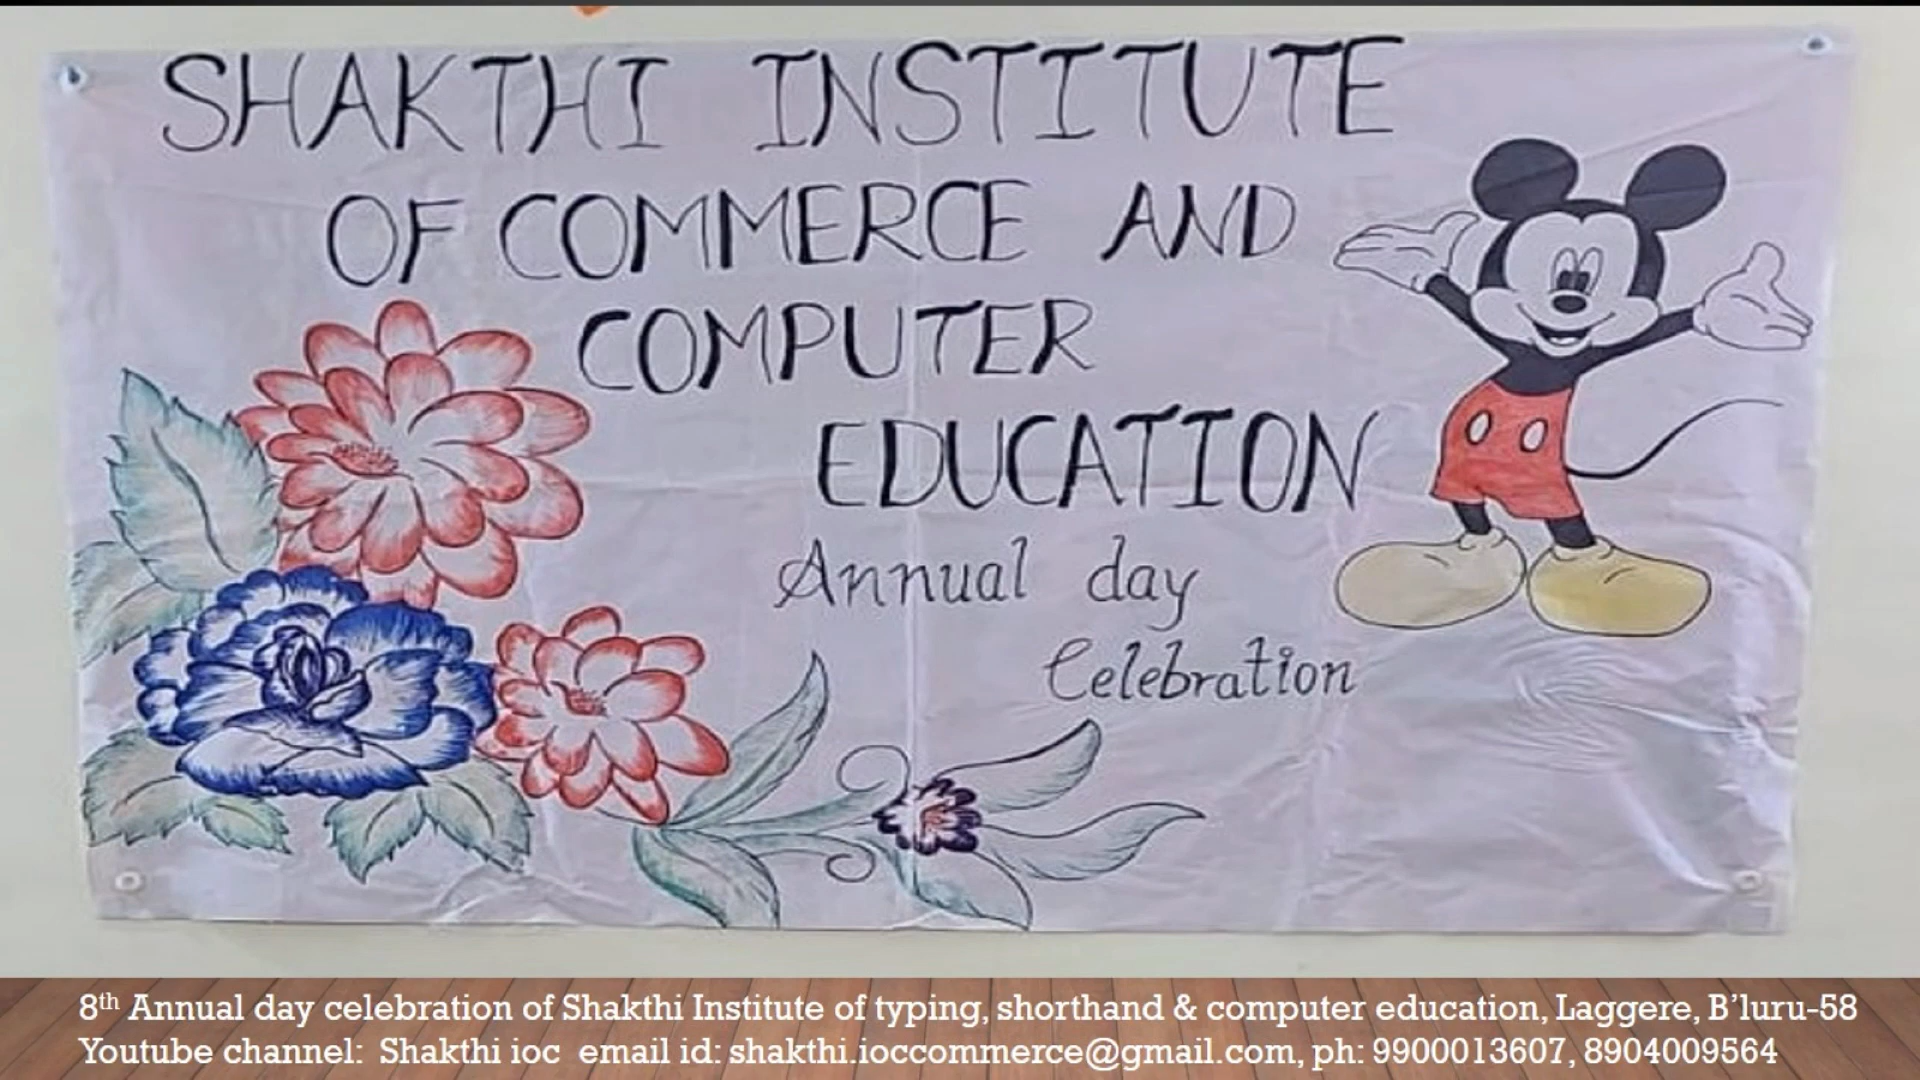 SHAKTHI INSTITUTE
OF COMMERCE AND
COMPUTER
EDUCATION
Annual day
Celebration
8th Annual day celebration of Shakthi Institute of typing, shorthand & computer education, Laggere, B’luru-58
Youtube channel: Shakthi ioc email id: shakthi.ioccommerce@gmail.com, ph: 9900013607, 8904009564